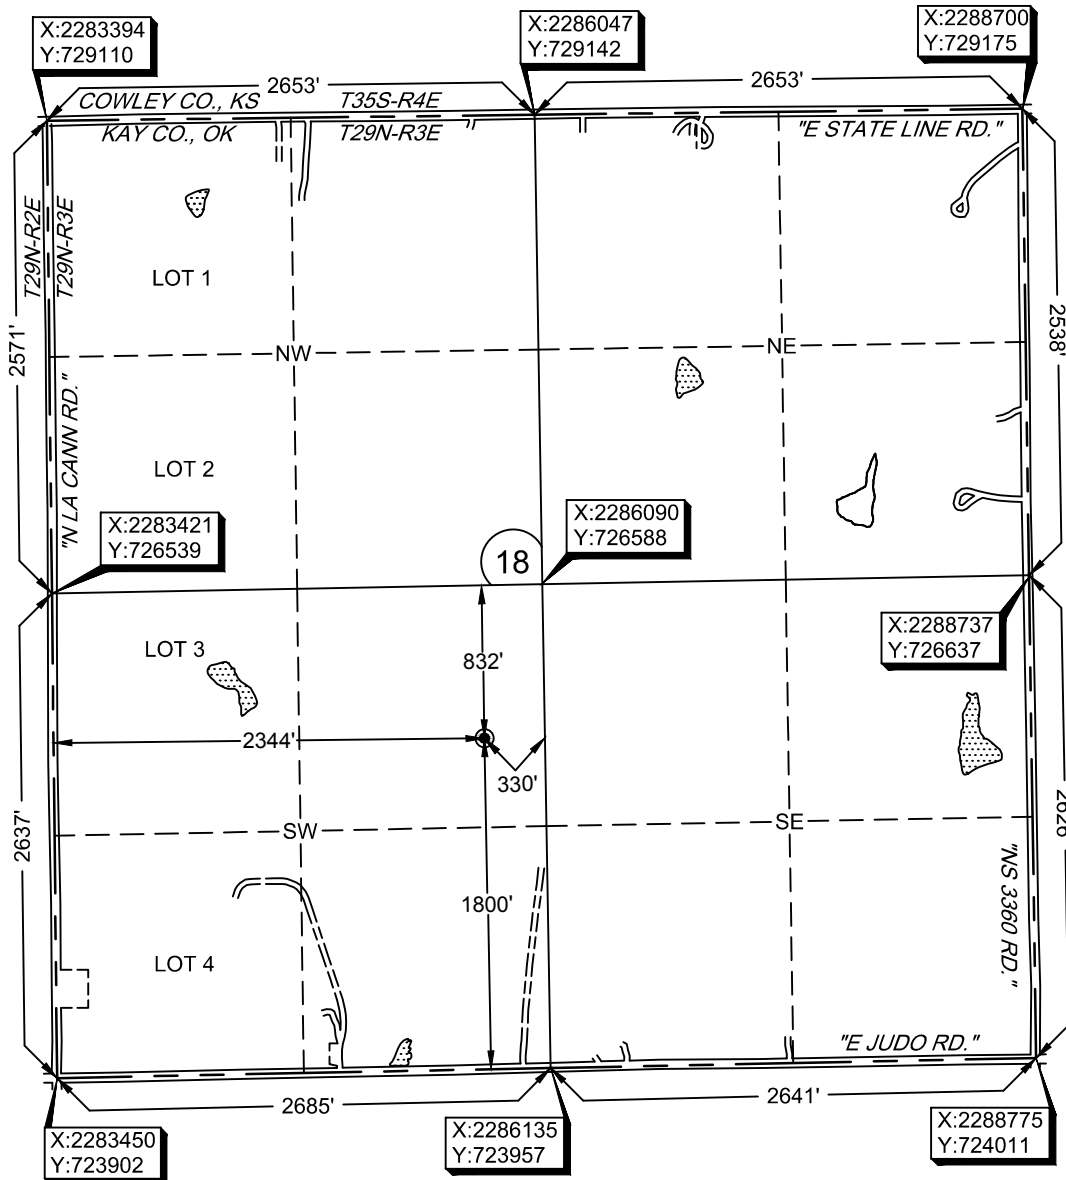 X:2283394
Y:729110
X:2286047
Y:729142
X:2288700
Y:729175
2653'
2653'
COWLEY CO., KS
T35S-R4E
KAY CO., OK
T29N-R3E
"E STATE LINE RD."
T29N-R2E
T29N-R3E
LOT 1
2571'
2538'
NW
NE
"N LA CANN RD."
LOT 2
X:2283421
Y:726539
X:2286090
Y:726588
18
X:2288737
Y:726637
LOT 3
832'
2344'
330'
2637'
2626'
SW
SE
"NS 3360 RD."
1800'
LOT 4
"E JUDO RD."
2685'
2641'
X:2283450
Y:723902
X:2286135
Y:723957
X:2288775
Y:724011